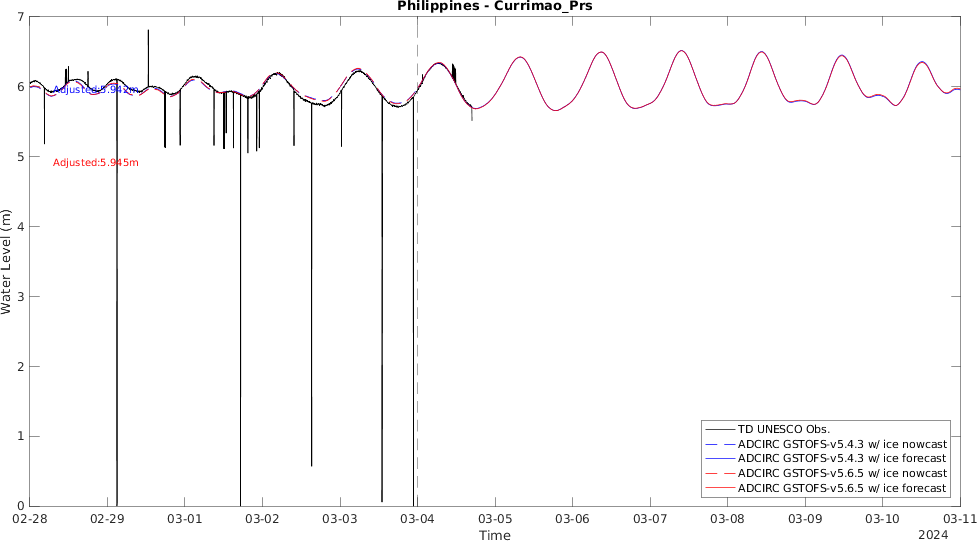 Philippines - Currimao_Prs
7
6
5
4
3
2
1
0
Water Level (m)
Adjusted:5.942m
Adjusted:5.945m
TD UNESCO Obs.
ADCIRC GSTOFS-v5.4.3 w/ ice nowcast
ADCIRC GSTOFS-v5.4.3 w/ ice forecast
ADCIRC GSTOFS-v5.6.5 w/ ice nowcast
ADCIRC GSTOFS-v5.6.5 w/ ice forecast
02-28 02-29 03-01 03-02 03-03 03-04 03-05 03-06 03-07 03-08 03-09 03-10 03-11
Time 2024